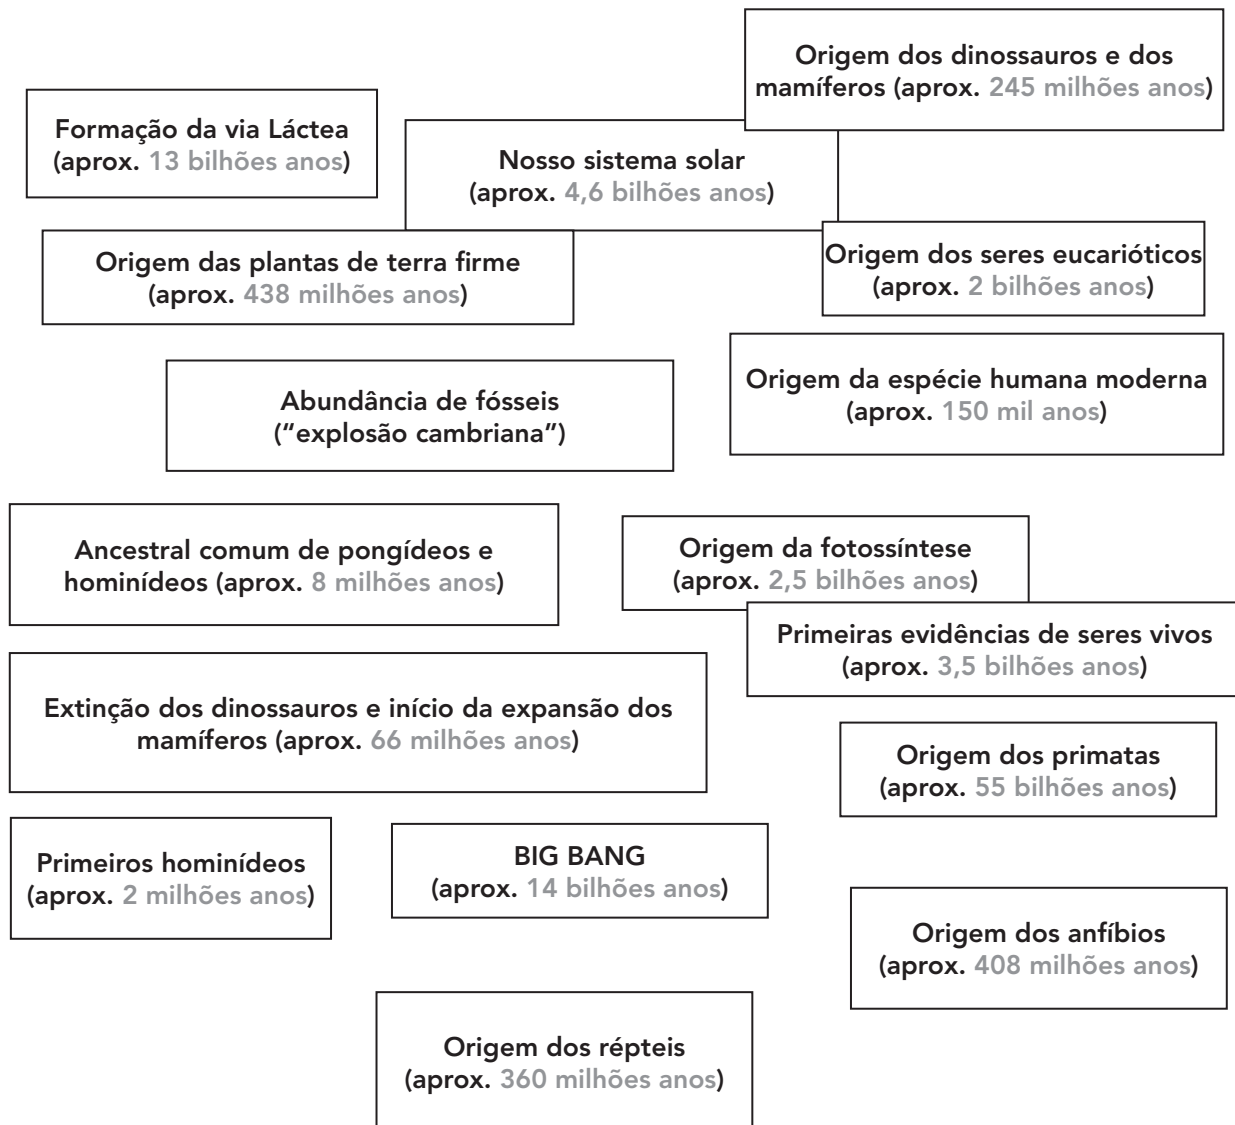 Origem dos dinossauros e dos
mamíferos (aprox. 245 milhões anos)
Formação da via Láctea
(aprox. 13 bilhões anos)
Nosso sistema solar
(aprox. 4,6 bilhões anos)
Origem das plantas de terra firme
(aprox. 438 milhões anos)
Origem dos seres eucarióticos
(aprox. 2 bilhões anos)
Abundância de fósseis
(“explosão cambriana”)
Origem da espécie humana moderna
(aprox. 150 mil anos)
Ancestral comum de pongídeos e
hominídeos (aprox. 8 milhões anos)
Origem da fotossíntese
(aprox. 2,5 bilhões anos)
Primeiras evidências de seres vivos
(aprox. 3,5 bilhões anos)
Extinção dos dinossauros e início da expansão dos
mamíferos (aprox. 66 milhões anos)
Origem dos primatas
(aprox. 55 bilhões anos)
Primeiros hominídeos
(aprox. 2 milhões anos)
BIG BANG
(aprox. 14 bilhões anos)
Origem dos anfíbios
(aprox. 408 milhões anos)
Origem dos répteis
(aprox. 360 milhões anos)